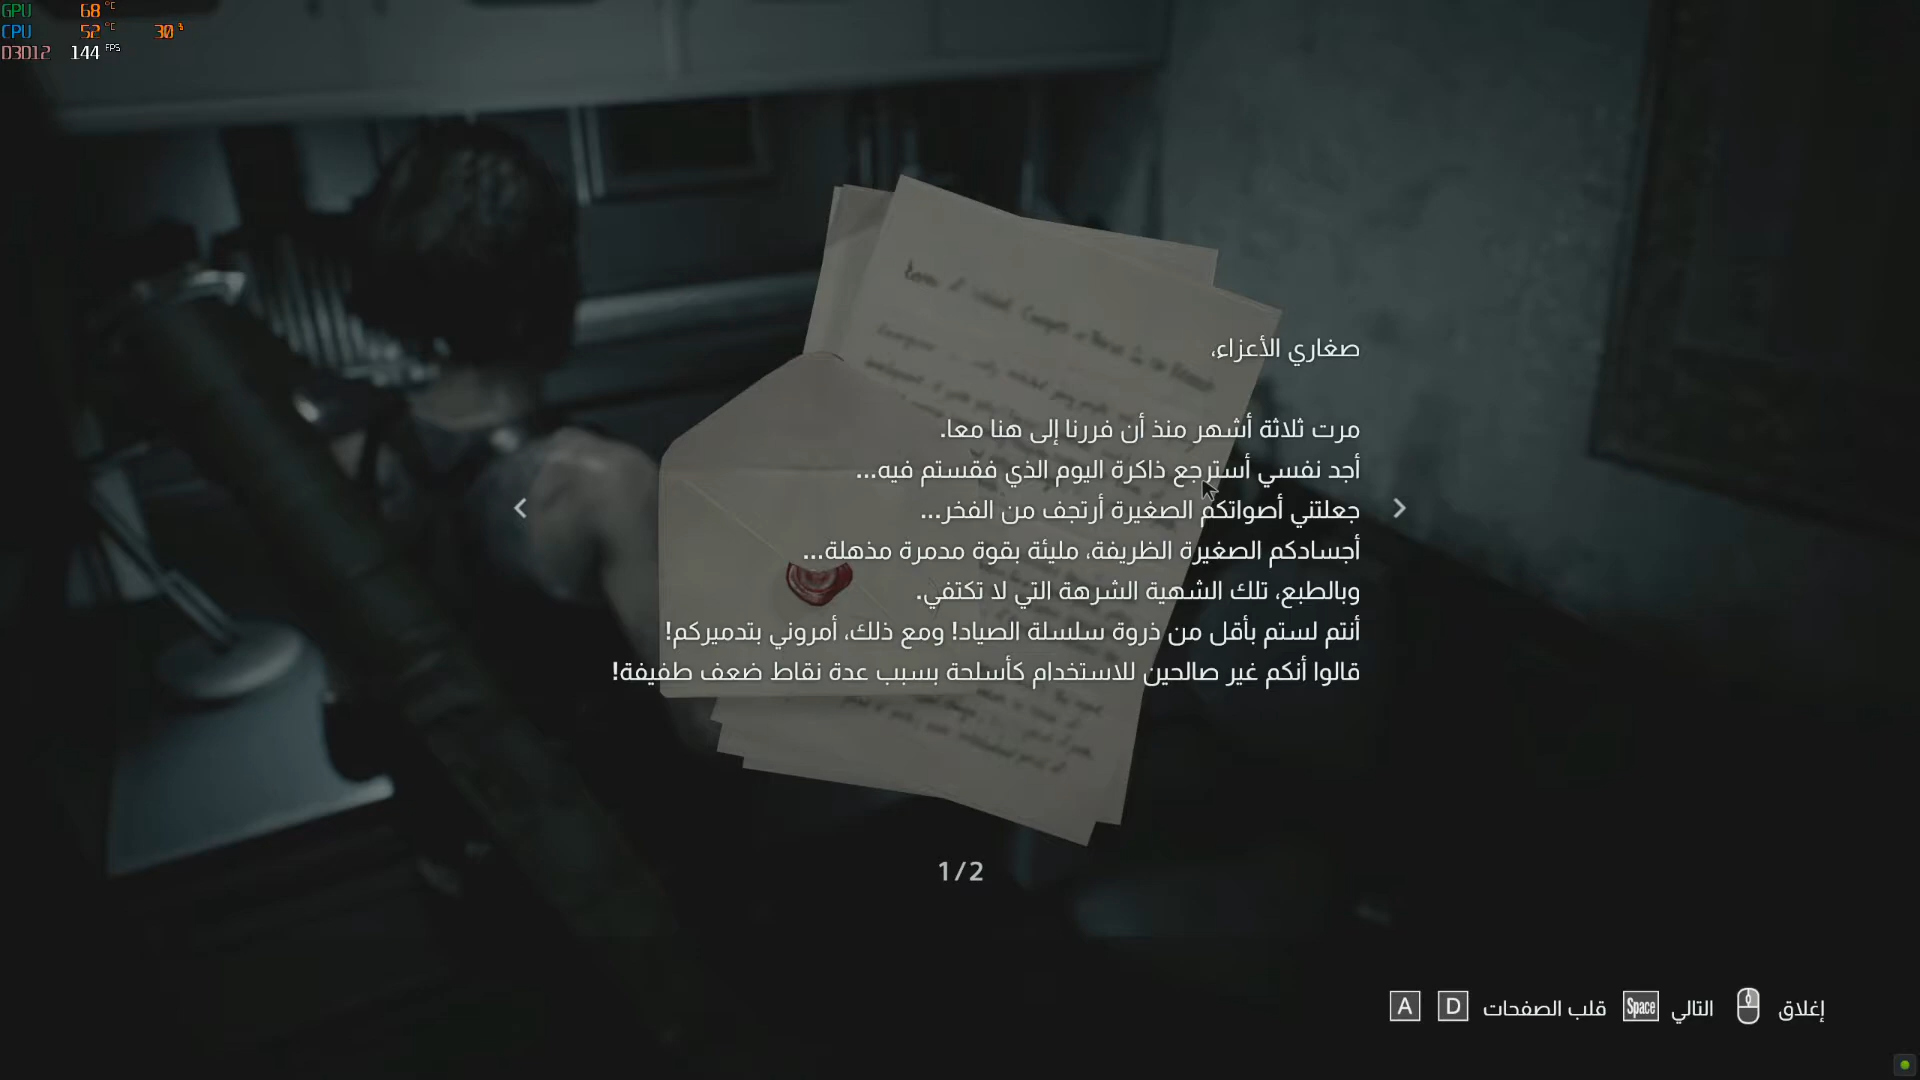 GPU 68 °C
CPU 52 °C 30 %
D3D12 144 FPS
صغاري الأعزاء،
مرت ثلاثة أشهر منذ أن فررنا إلى هنا معا.
أجد نفسي أسترجع ذاكرة اليوم الذي فقستم فيه...
جعلتني أصواتكم الصغيرة أرتجف من الفخر...
أجسادكم الصغيرة الظريفة، مليئة بقوة مدمرة مذهلة...
وبالطبع، تلك الشهية الشرهة التي لا تكتفي.
أنتم لستم بأقل من ذروة سلسلة الصياد! ومع ذلك، أمروني بتدميركم!
قالوا أنكم غير صالحين للاستخدام كأسلحة بسبب عدة نقاط ضعف طفيفة!
1/2
A D قلب الصفحات Space التالي إغلاق